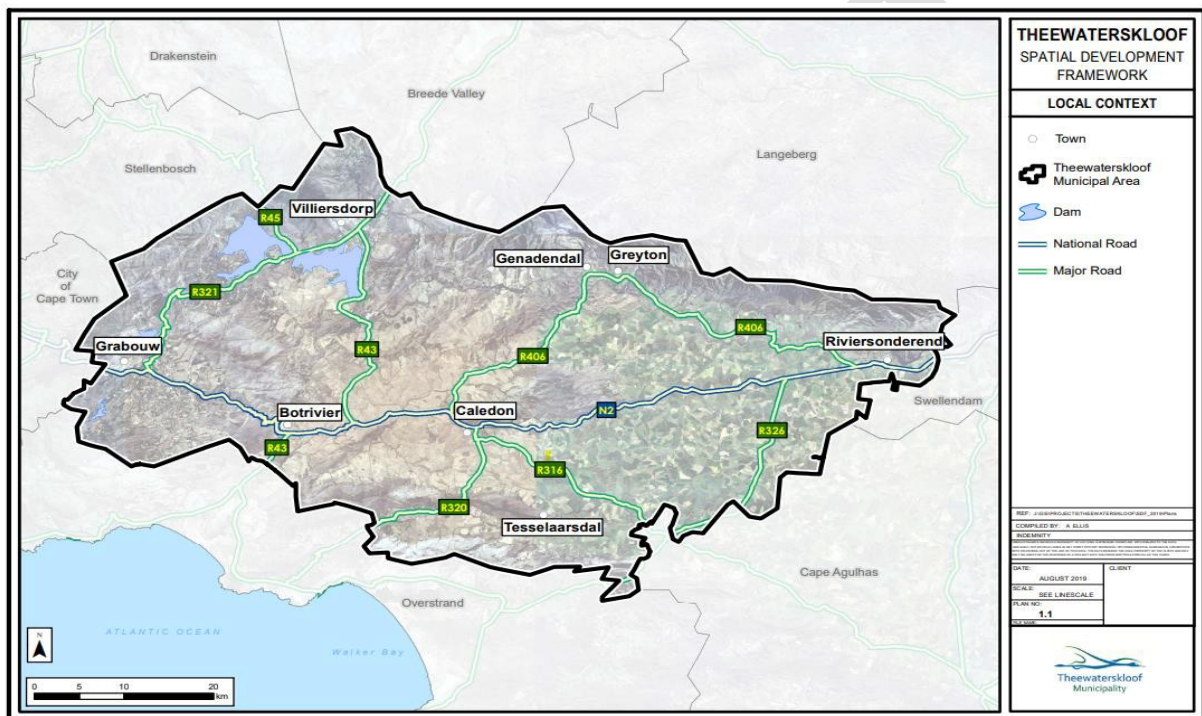 Drakenstein
Breede Valley
Langeberg
Stellenbosch
Villiersdorp
R45
Genadendal
Greyton
City
of
Cape Town
R321
R406
Grabouw
R43
R406
Riviersonderend
Botrivier
Caledon
N2
Swellendam
R43
R326
R316
R320
Tesselaarsdal
Cape Agulhas
Overstrand
ATLANTIC OCEAN
Walker Bay
N
0 5 10 20
km
THEEWATERSKLOOF
SPATIAL DEVELOPMENT
FRAMEWORK
LOCAL CONTEXT
Town
Theewaterskloof
Municipal Area
Dam
National Road
Major Road
REF:
COMPILED BY: A ELLIS
INDEMNITY
DATE:
AUGUST 2019
CLIENT
SCALE:
SEE LINESCALE
PLAN NO:
1.1
Theewaterskloof
Municipality